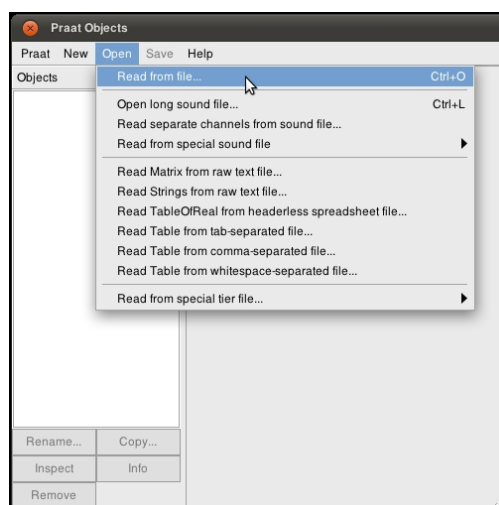 Praat Objects
Praat New Open Save Help
Objects
Read from file... Ctrl+O
Open long sound file... Ctrl+L
Read separate channels from sound file...
Read from special sound file
Read Matrix from raw text file...
Read Strings from raw text file...
Read TableOfReal from headerless spreadsheet file...
Read Table from tab-separated file...
Read Table from comma-separated file...
Read Table from whitespace-separated file...
Read from special tier file...
Rename... Copy...
Inspect Info
Remove